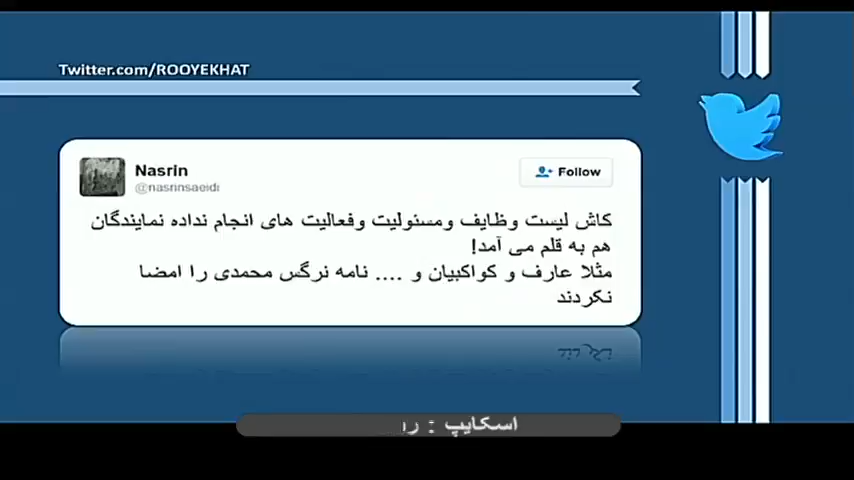 Twitter.com/ROOYEKHAT
Nasrin
@nasrinsaeidi
Follow
کاش لیست وظایف ومسئولیت وفعالیت های انجام نداده نمایندگان
هم به قلم می آمد!
مثلا عارف و کواکبیان و .... نامه نرگس محمدی را امضا
نکردند
اسکایپ : رو